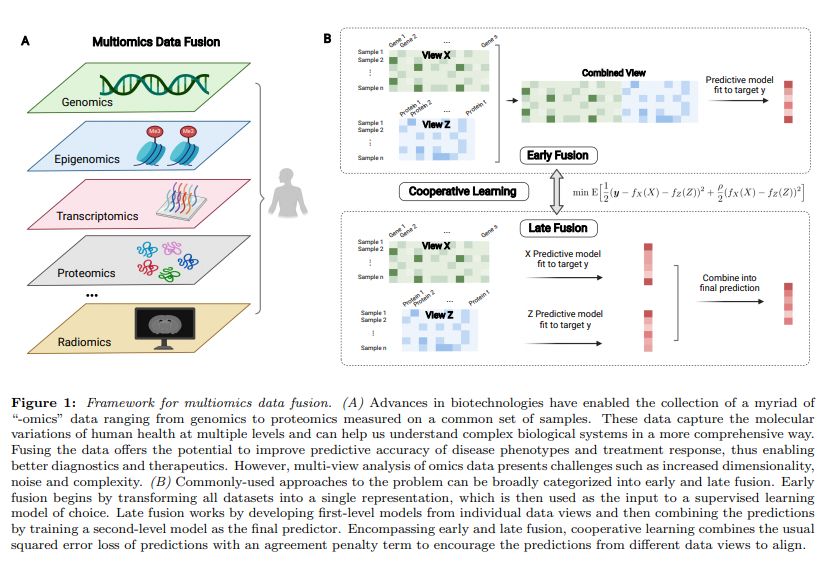 A
Multiomics Data Fusion
Genomics
Epigenomics
Me3 Me3
Transcriptomics
Proteomics
...
Radiomics
B
Gene 1 Gene 2 ... Gene s
Sample 1
Sample 2
⋮
Sample n
View X
Protein 1 Protein 2 ... Protein t
Sample 1
Sample 2
⋮
Sample n
View Z
Combined View
Predictive model
fit to target y
Early Fusion
Cooperative Learning
min E[½(y − f_X(X) − f_Z(Z))² + ρ/2(f_X(X) − f_Z(Z))²]
Late Fusion
Gene 1 Gene 2 ... Gene s
Sample 1
Sample 2
⋮
Sample n
View X
X Predictive model
fit to target y
Protein 1 Protein 2 ... Protein t
Sample 1
Sample 2
⋮
Sample n
View Z
Z Predictive model
fit to target y
Combine into
final prediction
Figure 1: Framework for multiomics data fusion. (A) Advances in biotechnologies have enabled the collection of a myriad of
“-omics” data ranging from genomics to proteomics measured on a common set of samples. These data capture the molecular
variations of human health at multiple levels and can help us understand complex biological systems in a more comprehensive way.
Fusing the data offers the potential to improve predictive accuracy of disease phenotypes and treatment response, thus enabling
better diagnostics and therapeutics. However, multi-view analysis of omics data presents challenges such as increased dimensionality,
noise and complexity. (B) Commonly-used approaches to the problem can be broadly categorized into early and late fusion. Early
fusion begins by transforming all datasets into a single representation, which is then used as the input to a supervised learning
model of choice. Late fusion works by developing first-level models from individual data views and then combining the predictions
by training a second-level model as the final predictor. Encompassing early and late fusion, cooperative learning combines the usual
squared error loss of predictions with an agreement penalty term to encourage the predictions from different data views to align.